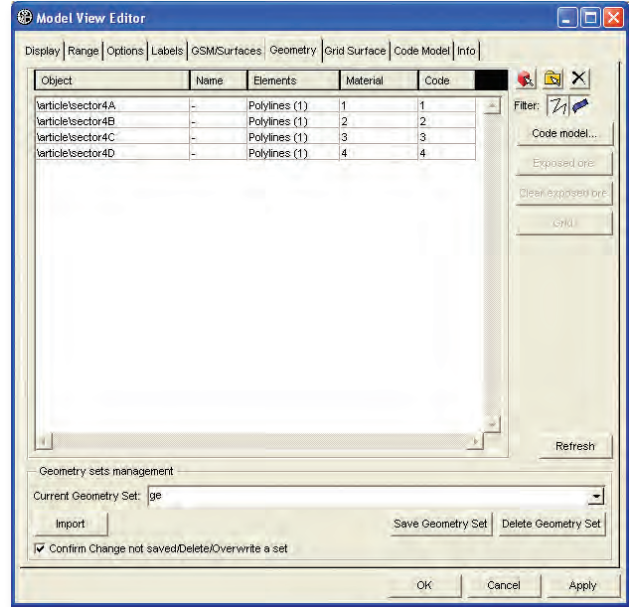 Model View Editor
Display Range Options Labels GSM/Surfaces Geometry Grid Surface Code Model Info
Object Name Elements Material Code
\article\sector4A - Polylines (1) 1 1
\article\sector4B - Polylines (1) 2 2
\article\sector4C - Polylines (1) 3 3
\article\sector4D - Polylines (1) 4 4
Filter:
Code model...
Exposed ore
Clear exposed ore
Refresh
Geometry sets management
Current Geometry Set: ge
Import Save Geometry Set Delete Geometry Set
Confirm Change not saved/Delete/Overwrite a set
OK Cancel Apply